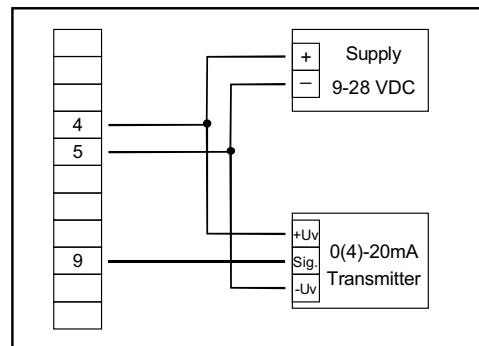 4
5
9
+
−
Supply
9-28 VDC
+Uv
Sig.
-Uv
0(4)-20mA
Transmitter